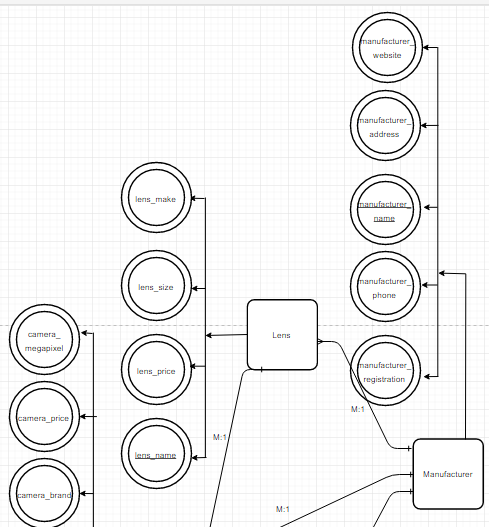 manufacturer_
website
manufacturer_
address
lens_make
manufacturer_
name
lens_size
manufacturer_
phone
camera_
megapixel
Lens
lens_price
manufacturer_
registration
camera_price
M:1
M:1
lens_name
Manufacturer
camera_brand
M:1